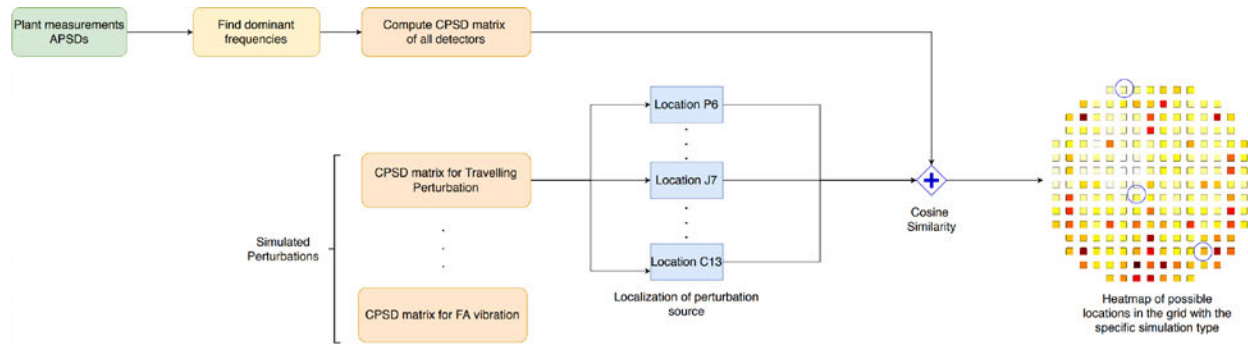 Plant measurements
APSDs
Find dominant
frequencies
Compute CPSD matrix
of all detectors
Location P6
CPSD matrix for Travelling
Perturbation
Location J7
Cosine
Similarity
Simulated
Perturbations
Location C13
Localization of perturbation
source
CPSD matrix for FA vibration
Heatmap of possible
locations in the grid with the
specific simulation type